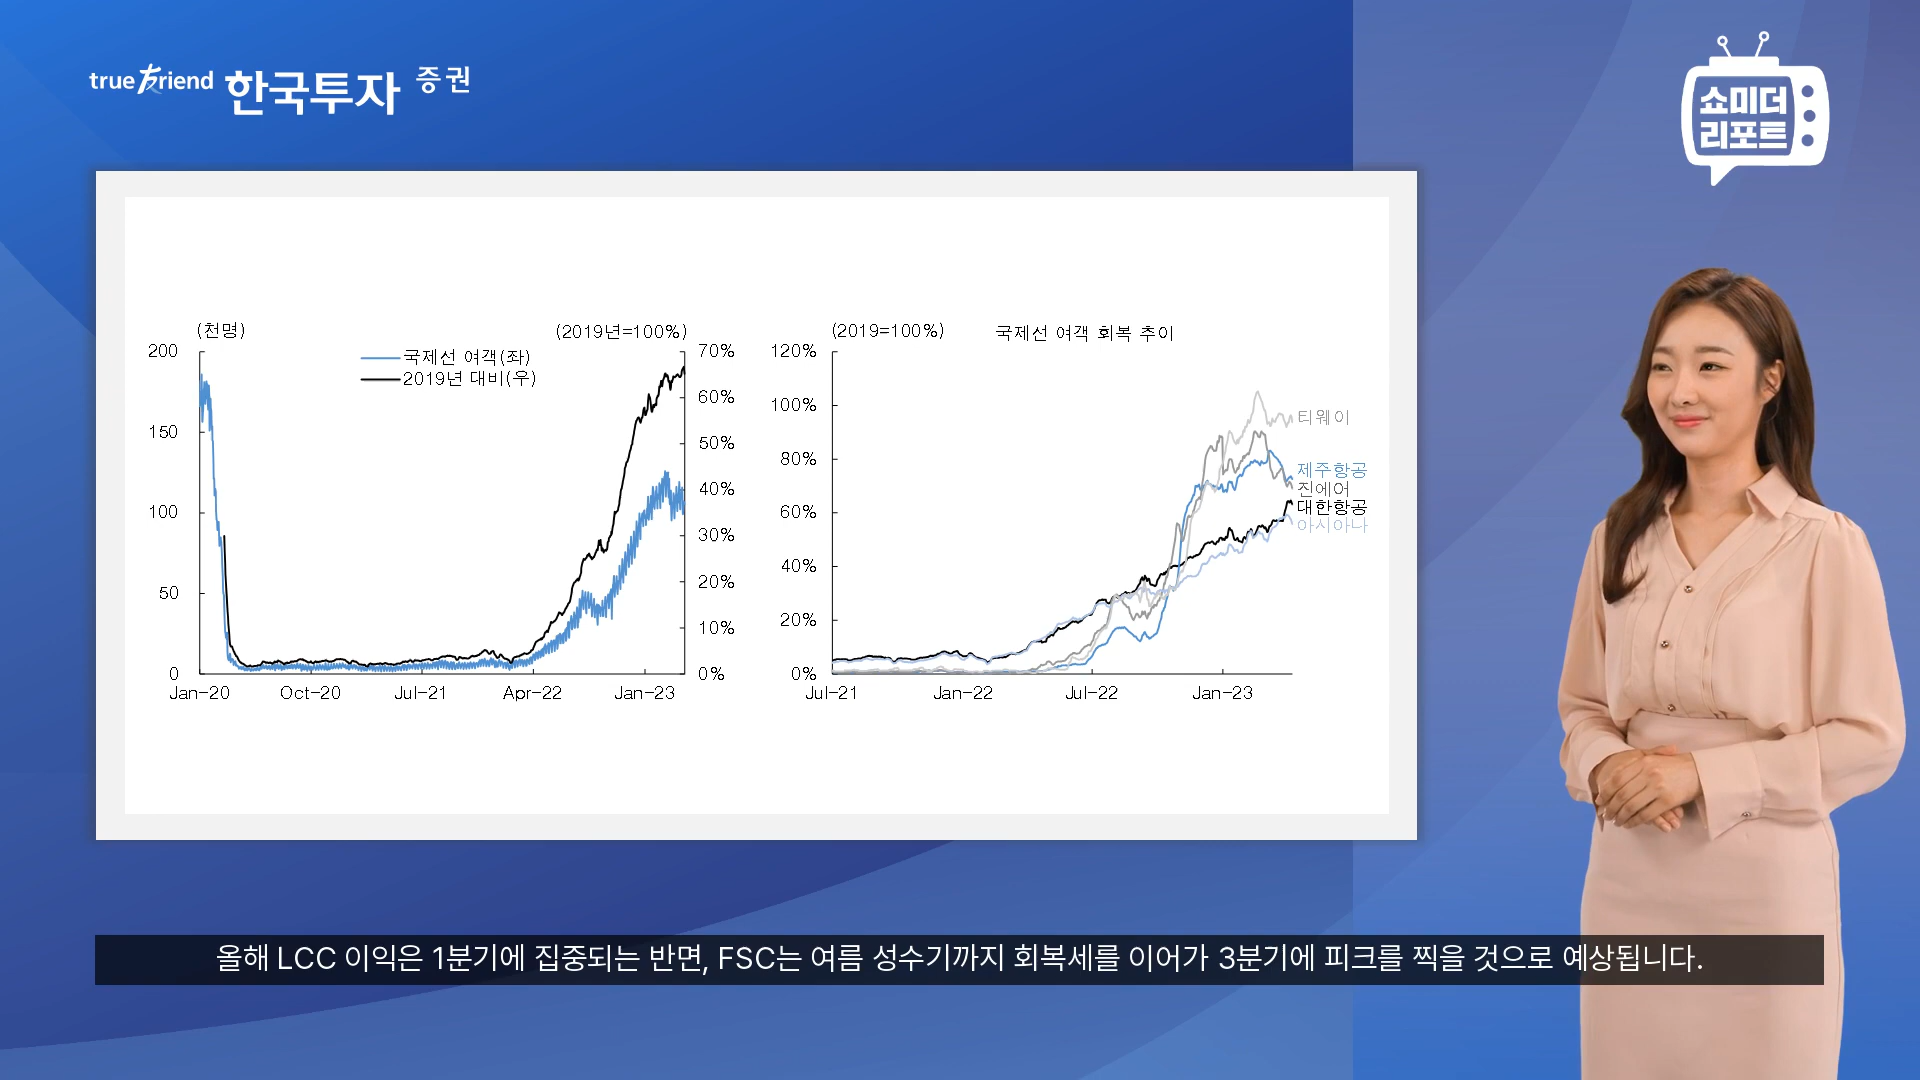 true friend 한국투자 증권
쇼미더
리포트
(천명)
(2019년=100%)
국제선 여객(좌)
2019년 대비(우)
200
150
100
50
0
70%
60%
50%
40%
30%
20%
10%
0%
Jan-20 Oct-20 Jul-21 Apr-22 Jan-23
(2019=100%) 국제선 여객 회복 추이
120%
100%
80%
60%
40%
20%
0%
티웨이
제주항공
진에어
대한항공
아시아나
Jul-21 Jan-22 Jul-22 Jan-23
올해 LCC 이익은 1분기에 집중되는 반면, FSC는 여름 성수기까지 회복세를 이어가 3분기에 피크를 찍을 것으로 예상됩니다.